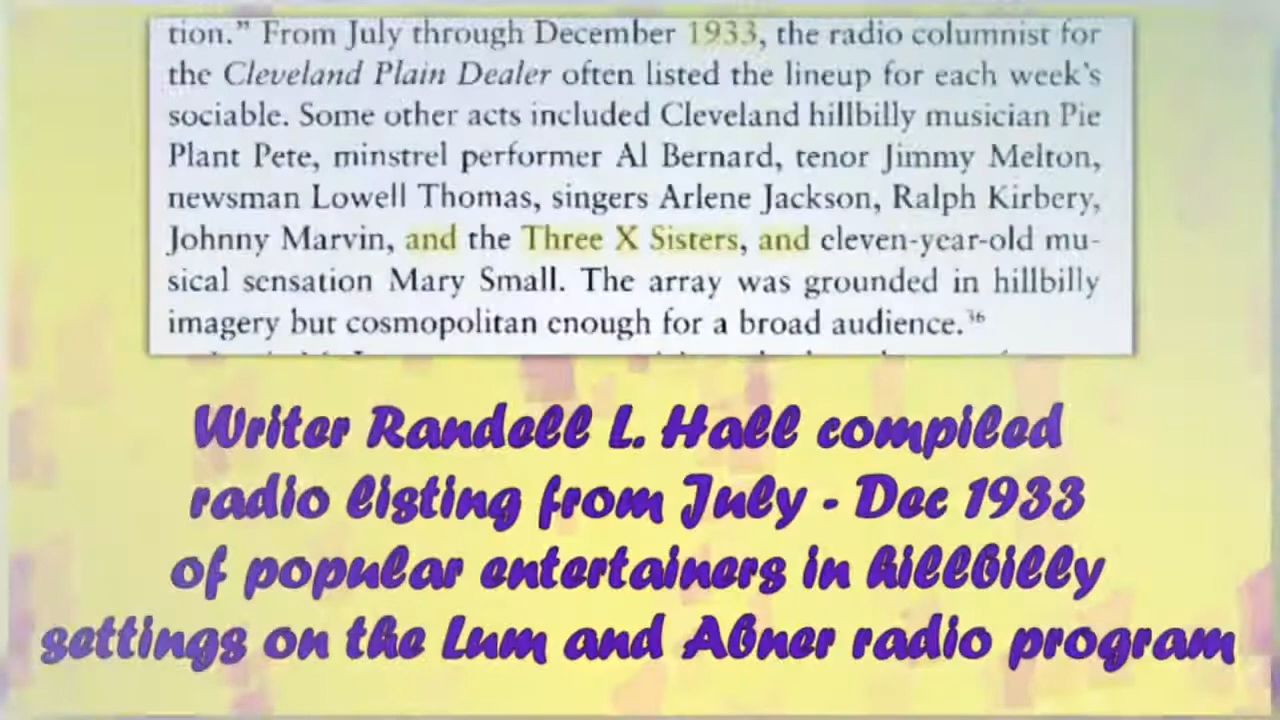 tion.” From July through December 1933, the radio columnist for
the Cleveland Plain Dealer often listed the lineup for each week’s
sociable. Some other acts included Cleveland hillbilly musician Pie
Plant Pete, minstrel performer Al Bernard, tenor Jimmy Melton,
newsman Lowell Thomas, singers Arlene Jackson, Ralph Kirbery,
Johnny Marvin, and the Three X Sisters, and eleven-year-old mu-
sical sensation Mary Small. The array was grounded in hillbilly
imagery but cosmopolitan enough for a broad audience.³⁶
Writer Randell L. Hall compiled
radio listing from July - Dec 1933
of popular entertainers in hillbilly
settings on the Lum and Abner radio program